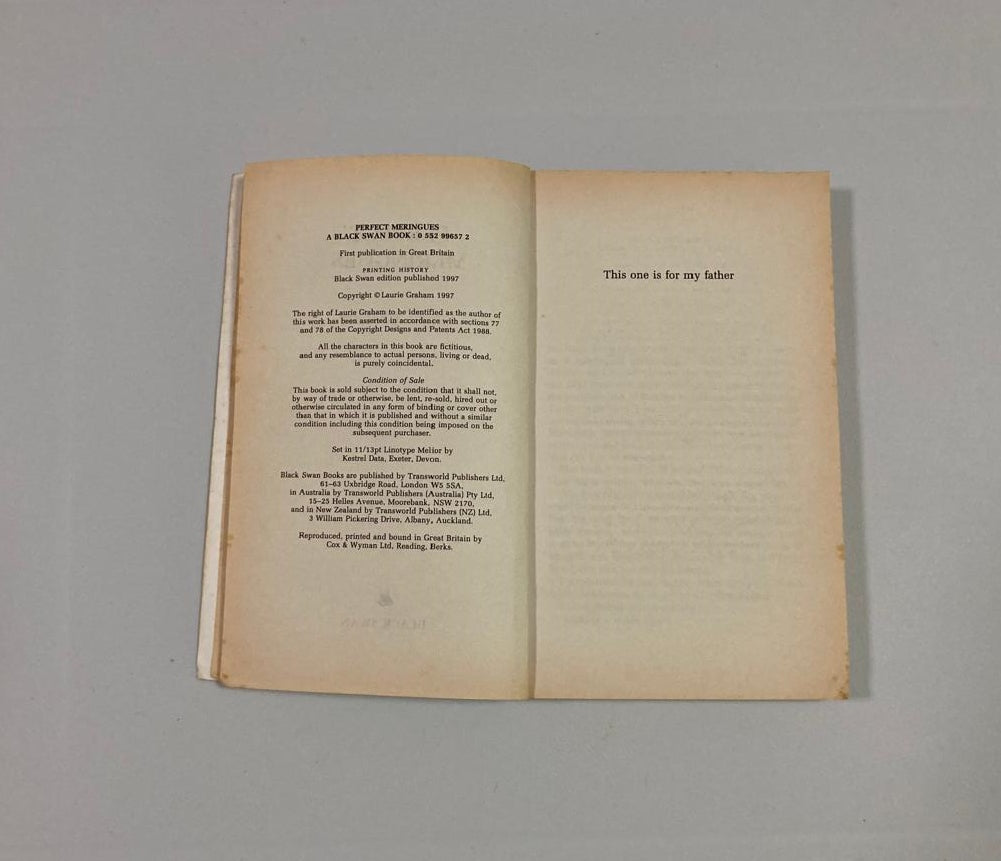 PERFECT MERINGUES
A BLACK SWAN BOOK : 0 552 99657 2
First publication in Great Britain
PRINTING HISTORY
Black Swan edition published 1997
Copyright © Laurie Graham 1997
The right of Laurie Graham to be identified as the author of
this work has been asserted in accordance with sections 77
and 78 of the Copyright Designs and Patents Act 1988.
All the characters in this book are fictitious,
and any resemblance to actual persons, living or dead,
is purely coincidental.
Condition of Sale
This book is sold subject to the condition that it shall not,
by way of trade or otherwise, be lent, re-sold, hired out or
otherwise circulated in any form of binding or cover other
than that in which it is published and without a similar
condition including this condition being imposed on the
subsequent purchaser.
Set in 11/13pt Linotype Melior by
Kestrel Data, Exeter, Devon.
Black Swan Books are published by Transworld Publishers Ltd,
61–63 Uxbridge Road, London W5 5SA,
in Australia by Transworld Publishers (Australia) Pty Ltd,
15–25 Helles Avenue, Moorebank, NSW 2170,
and in New Zealand by Transworld Publishers (NZ) Ltd,
3 William Pickering Drive, Albany, Auckland.
Reproduced, printed and bound in Great Britain by
Cox & Wyman Ltd, Reading, Berks.
This one is for my father